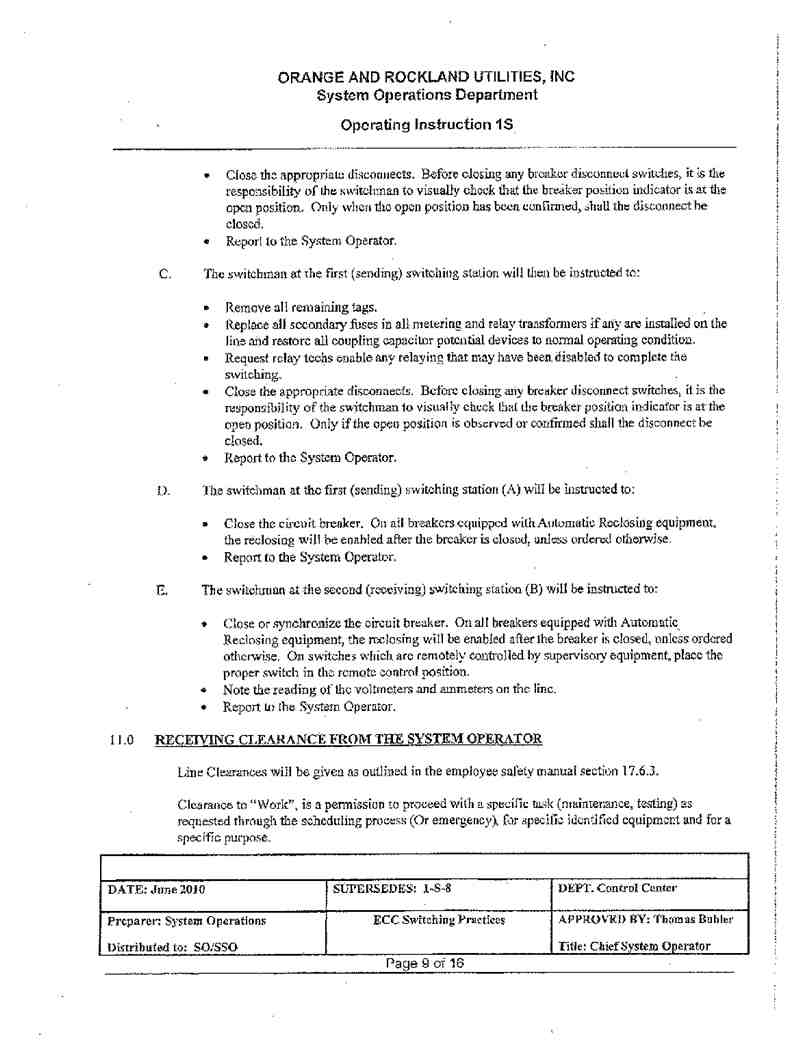 ORANGE AND ROCKLAND UTILITIES, INC
System Operations Department
Operating Instruction 1S
• Close the appropriate disconnects. Before closing any breaker disconnect switches, it is the
responsibility of the switchman to visually check that the breaker position indicator is at the
open position. Only when the open position has been confirmed, shall the disconnect be
closed.
• Report to the System Operator.
C. The switchman at the first (sending) switching station will then be instructed to:
• Remove all remaining tags.
• Replace all secondary fuses in all metering and relay transformers if any are installed on the
line and restore all coupling capacitor potential devices to normal operating condition.
• Request relay techs enable any relaying that may have been disabled to complete the
switching.
• Close the appropriate disconnects. Before closing any breaker disconnect switches, it is the
responsibility of the switchman to visually check that the breaker position indicator is at the
open position. Only if the open position is observed or confirmed shall the disconnect be
closed.
• Report to the System Operator.
D. The switchman at the first (sending) switching station (A) will be instructed to:
• Close the circuit breaker. On all breakers equipped with Automatic Reclosing equipment,
the reclosing will be enabled after the breaker is closed, unless ordered otherwise.
• Report to the System Operator.
E. The switchman at the second (receiving) switching station (B) will be instructed to:
• Close or synchronize the circuit breaker. On all breakers equipped with Automatic
Reclosing equipment, the reclosing will be enabled after the breaker is closed, unless ordered
otherwise. On switches which are remotely controlled by supervisory equipment, place the
proper switch in the remote control position.
• Note the reading of the voltmeters and ammeters on the line.
• Report to the System Operator.
11.0 RECEIVING CLEARANCE FROM THE SYSTEM OPERATOR
Line Clearances will be given as outlined in the employee safety manual section 17.6.3.
Clearance to "Work", is a permission to proceed with a specific task (maintenance, testing) as
requested through the scheduling process (Or emergency), for specific identified equipment and for a
specific purpose.
DATE: June 2010 SUPERSEDES: 1-S-8 DEPT. Control Center
Preparer: System Operations ECC Switching Practices APPROVED BY: Thomas Buhler
Distributed to: SO/SSO Title: Chief System Operator
Page 9 of 16